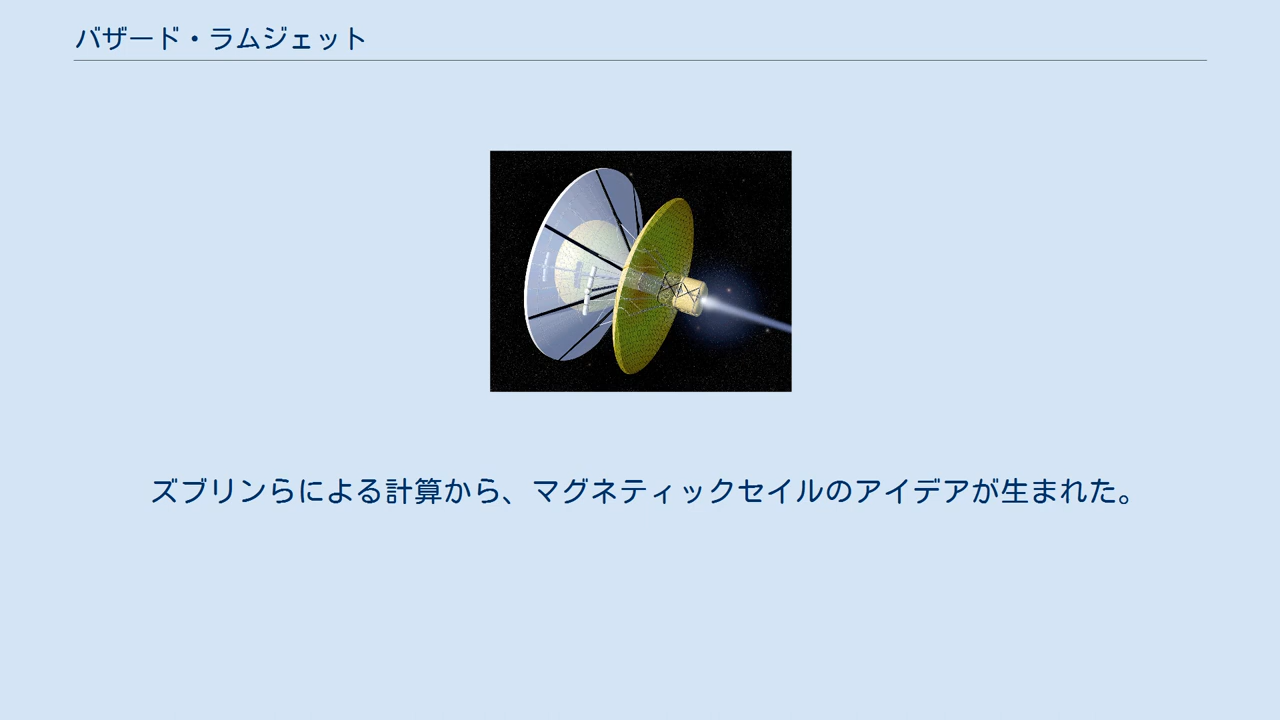 バザード・ラムジェット
ズブリンらによる計算から、マグネティックセイルのアイデアが生まれた。